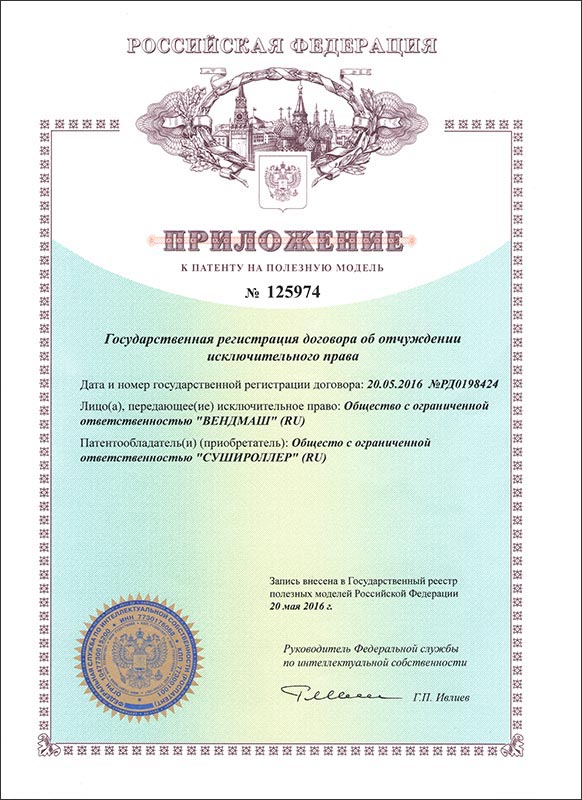 РОССИЙСКАЯ ФЕДЕРАЦИЯ
ПРИЛОЖЕНИЕ
К ПАТЕНТУ НА ПОЛЕЗНУЮ МОДЕЛЬ
№ 125974
Государственная регистрация договора об отчуждении
исключительного права
Дата и номер государственной регистрации договора: 20.05.2016 №РД0198424
Лицо(а), передающее(ие) исключительное право: Общество с ограниченной
ответственностью "ВЕНДМАШ" (RU)
Патентообладатель(и) (приобретатель): Общесто с ограниченной
ответственностью "СУШИРОЛЛЕР" (RU)
Запись внесена в Государственный реестр
полезных моделей Российской Федерации
20 мая 2016 г.
Руководитель Федеральной службы
по интеллектуальной собственности
Г.П. Ивлиев
ФЕДЕРАЛЬНАЯ СЛУЖБА ПО ИНТЕЛЛЕКТУАЛЬНОЙ СОБСТВЕННОСТИ (РОСПАТЕНТ)